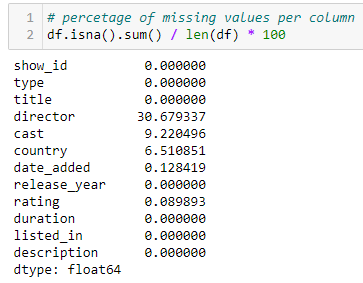 1 # percetage of missing values per column
2 df.isna().sum() / len(df) * 100
show_id 0.000000
type 0.000000
title 0.000000
director 30.679337
cast 9.220496
country 6.510851
date_added 0.128419
release_year 0.000000
rating 0.089893
duration 0.000000
listed_in 0.000000
description 0.000000
dtype: float64